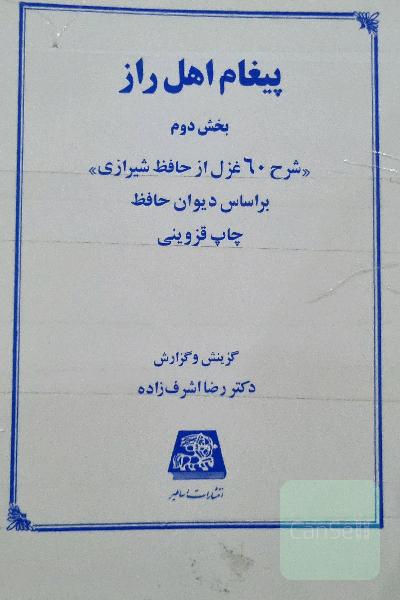 پیغام اهل راز
بخش دوم
«شرح ۶۰ غزل از حافظ شیرازی»
براساس دیوان حافظ
چاپ قزوینی
گزینش و گزارش
دکتر رضا اشرف‌زاده
انتشارات اساطیر
CanSell